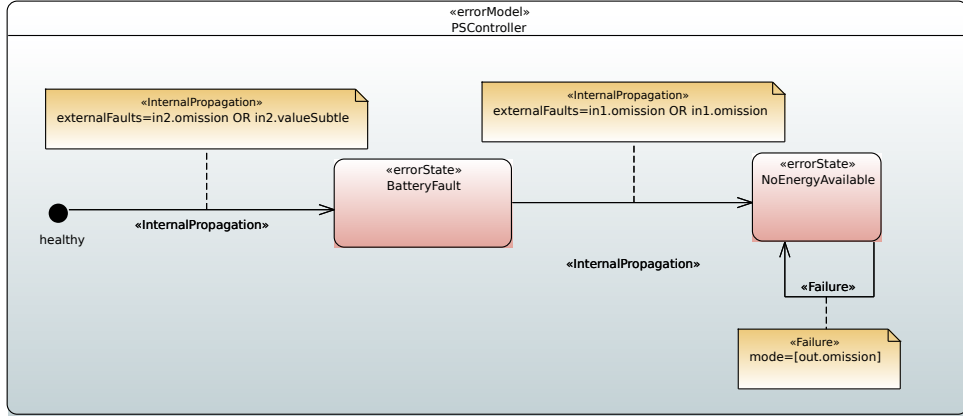 «errorModel»
PSController
«InternalPropagation»
externalFaults=in2.omission OR in2.valueSubtle
«InternalPropagation»
externalFaults=in1.omission OR in1.omission
«errorState»
BatteryFault
«errorState»
NoEnergyAvailable
healthy
«InternalPropagation»
«InternalPropagation»
«Failure»
«Failure»
mode=[out.omission]